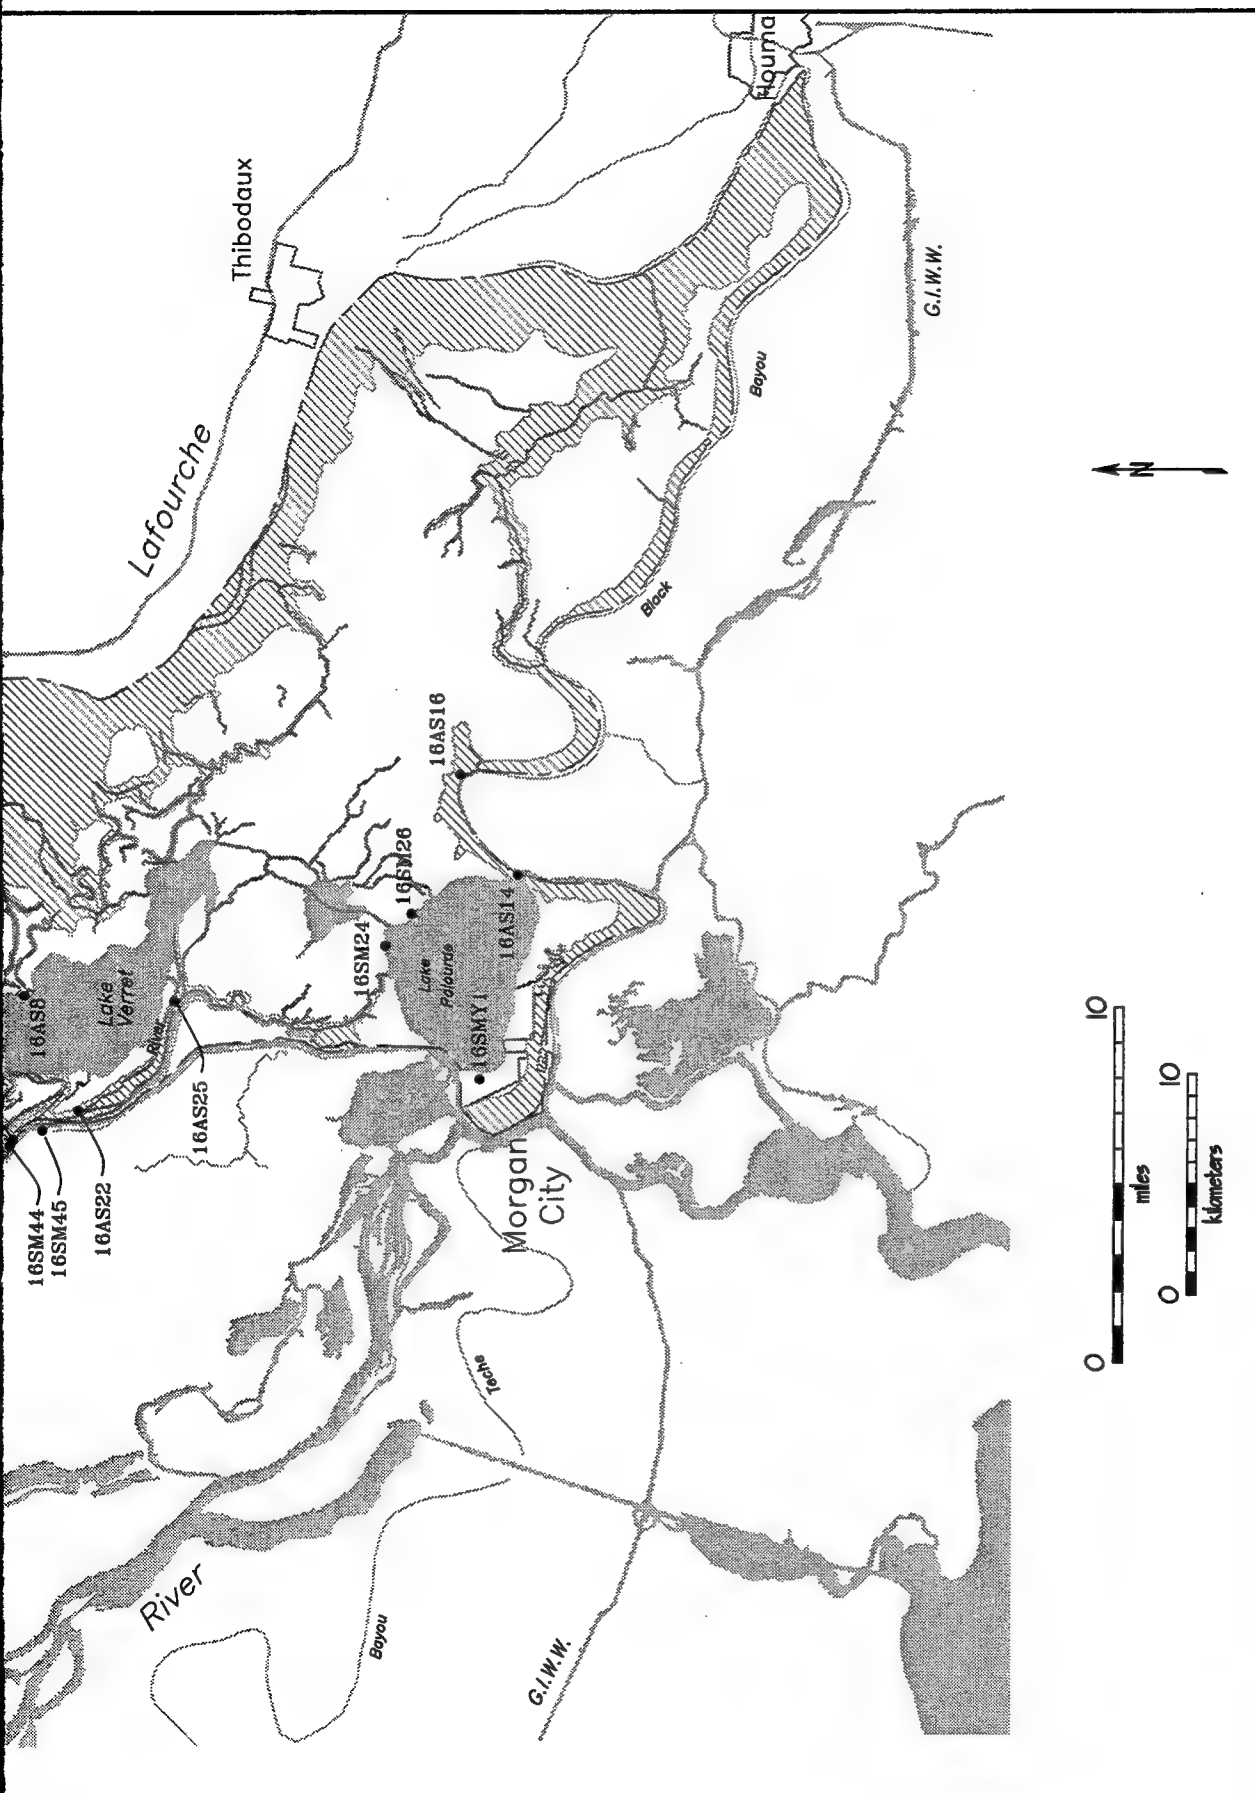 Houma
Thibodaux
Lafourche
G.I.W.W.
Bayou
Black
N
16AS16
16SM26
16AS14
16SM24
Lake
Palourde
16SMY1
16AS8
Lake
Verret
River
16AS25
16AS22
16SM45
16SM44
Morgan
City
Teche
River
Bayou
G.I.W.W.
0
10
miles
0
10
kilometers